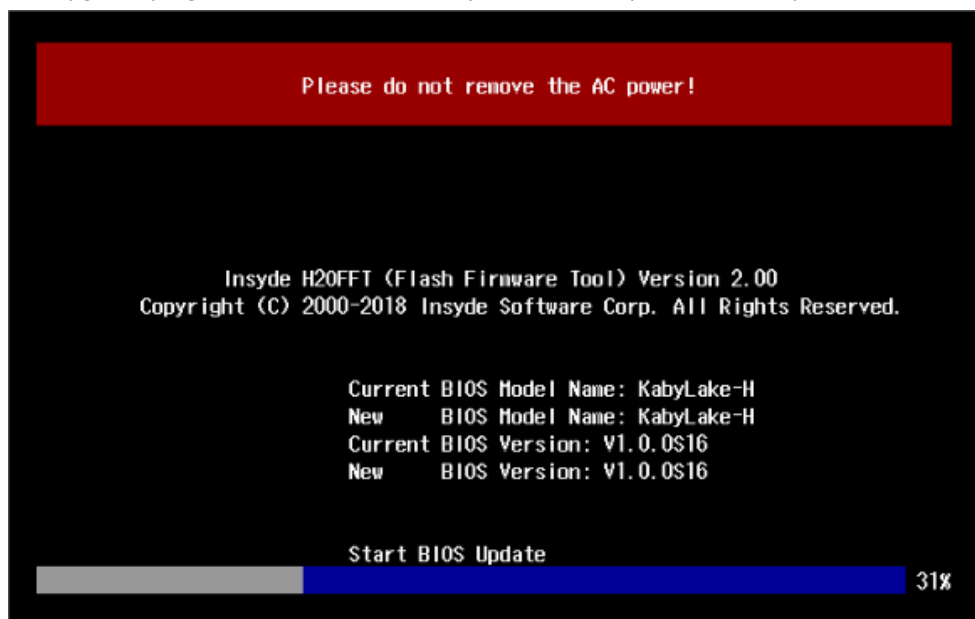 Please do not remove the AC power!
Insyde H2OFFT (Flash Firmware Tool) Version 2.00
Copyright (C) 2000-2018 Insyde Software Corp. All Rights Reserved.
Current BIOS Model Name: KabyLake-H
New BIOS Model Name: KabyLake-H
Current BIOS Version: V1.0.0S16
New BIOS Version: V1.0.0S16
Start BIOS Update
31%